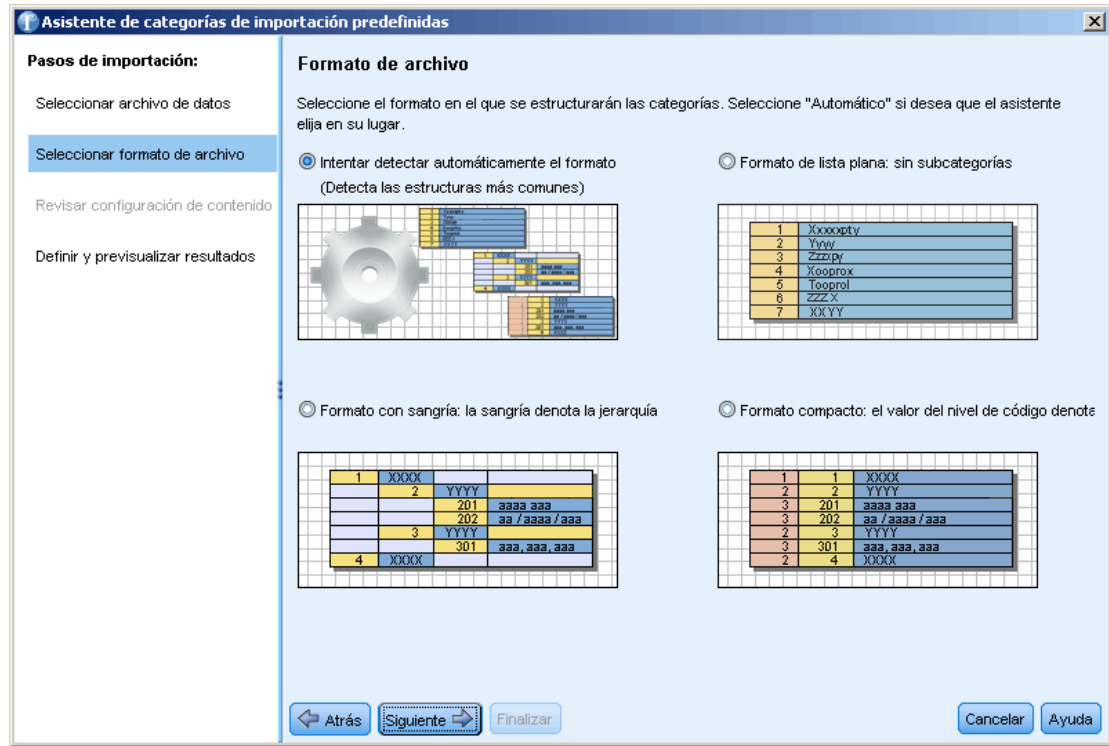 Asistente de categorías de importación predefinidas
Pasos de importación:
Seleccionar archivo de datos
Seleccionar formato de archivo
Revisar configuración de contenido
Definir y previsualizar resultados
Formato de archivo
Seleccione el formato en el que se estructurarán las categorías. Seleccione "Automático" si desea que el asistente
elija en su lugar.
Intentar detectar automáticamente el formato
(Detecta las estructuras más comunes)
Formato de lista plana: sin subcategorías
1 Xxxxxpty
2 Yyyy
3 Zzzxpy
4 Xooprox
5 Tooprol
6 ZZZ X
7 XX YY
Formato con sangría: la sangría denota la jerarquía
1 XXXX
2 YYYY
201 aaaa aaa
202 aa / aaaa / aaa
3 YYYY
301 aaa, aaa, aaa
4 XXXX
Formato compacto: el valor del nivel de código denota
1 1 XXXX
2 2 YYYY
3 201 aaaa aaa
3 202 aa / aaaa / aaa
2 3 YYYY
3 301 aaa, aaa, aaa
2 4 XXXX
Atrás
Siguiente
Finalizar
Cancelar
Ayuda